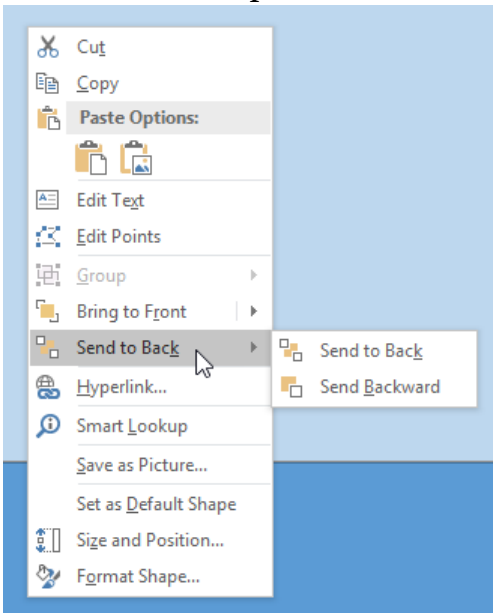 Cut
Copy
Paste Options:
Edit Text
Edit Points
Group
Bring to Front
Send to Back
Send to Back
Send Backward
Hyperlink...
Smart Lookup
Save as Picture...
Set as Default Shape
Size and Position...
Format Shape...